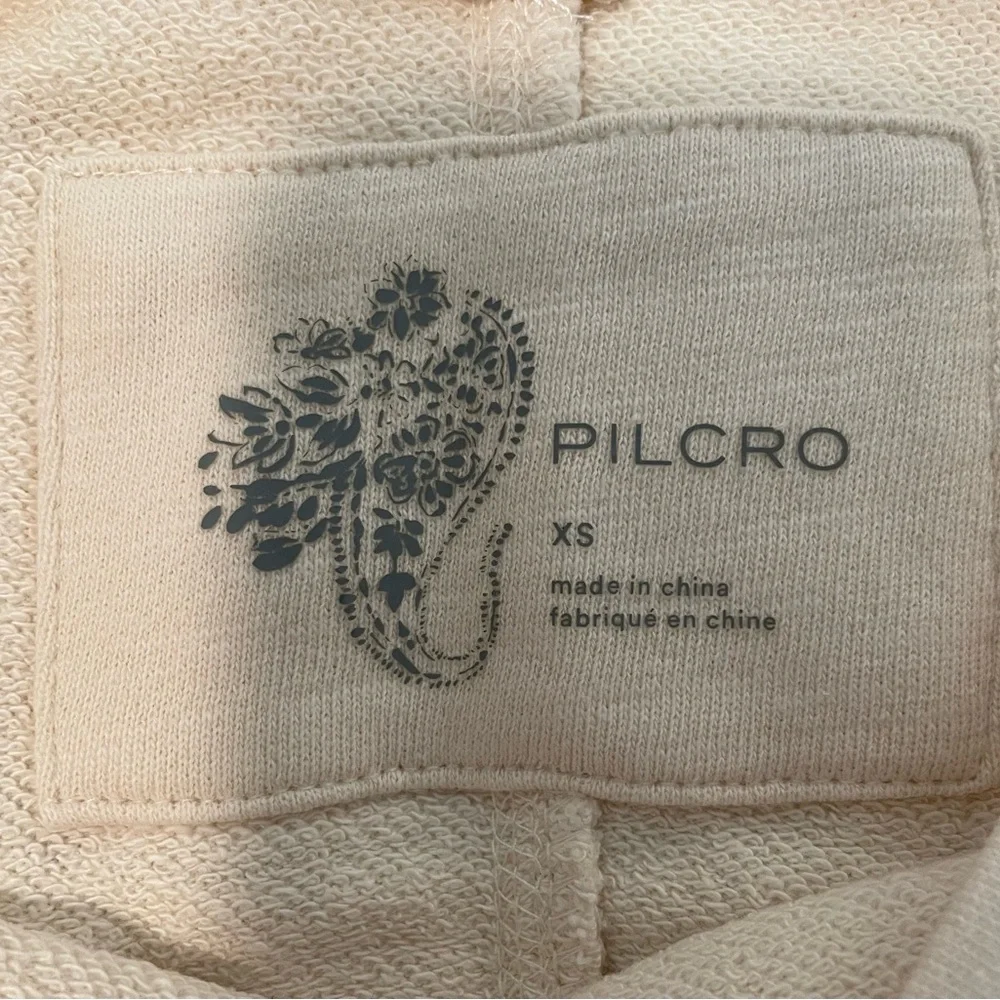 PILCRO
XS
made in china
fabriqué en chine